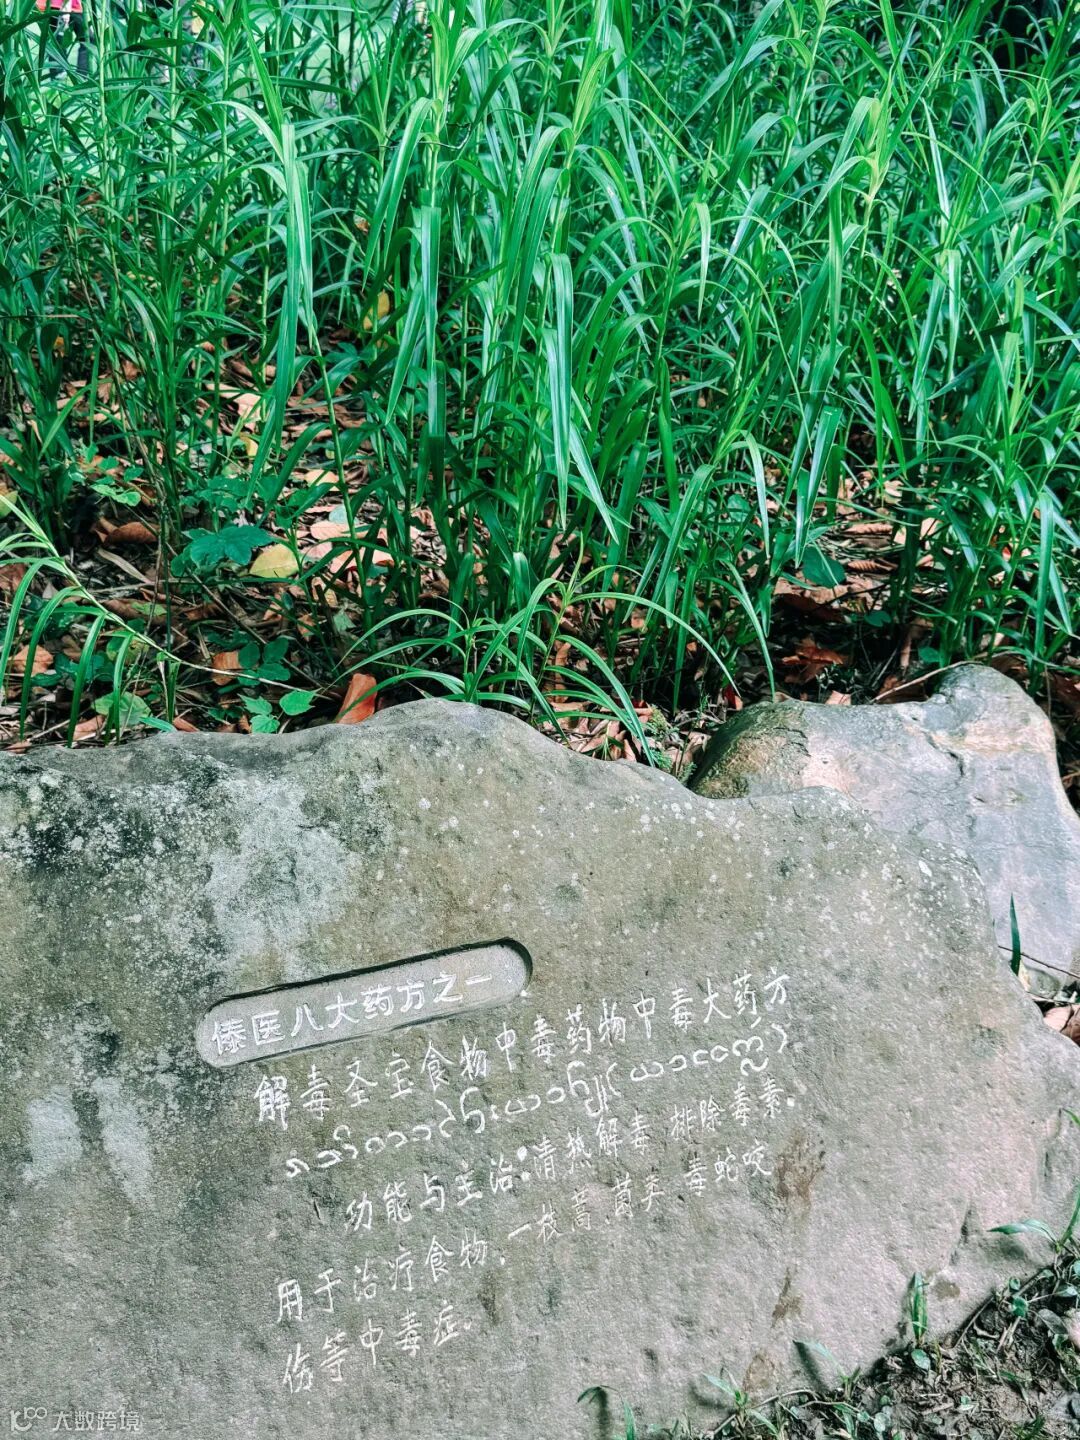 傣医八大药方之一
解毒圣宝食物中毒药物中毒大药方
功能与主治:清热解毒 排除毒素.
用于治疗食物,一枝蒿 菌类 毒蛇咬
伤等中毒症.
大数跨境